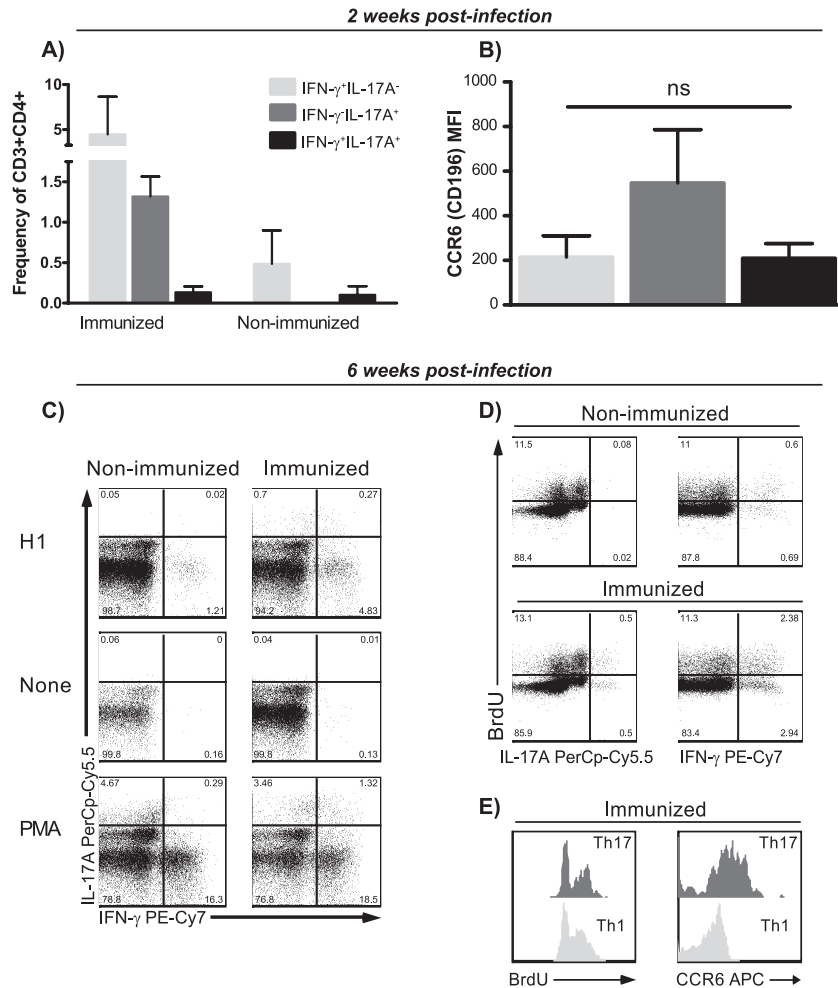 2 weeks post-infection
A)
10
5
1.5
1.0
0.5
0.0
Frequency of CD3+CD4+
IFN-γ⁺IL-17A⁻
IFN-γ⁻IL-17A⁺
IFN-γ⁺IL-17A⁺
Immunized Non-immunized
B)
1000
800
600
400
200
0
CCR6 (CD196) MFI
ns
6 weeks post-infection
C)
Non-immunized Immunized
H1
0.05 0.02
98.7 1.21
0.7 0.27
94.2 4.83
None
0.06 0
99.8 0.16
0.04 0.01
99.8 0.13
PMA
4.67 0.29
78.8 16.3
3.46 1.32
76.8 18.5
IL-17A PerCp-Cy5.5
IFN-γ PE-Cy7
D)
Non-immunized
11.5 0.08
88.4 0.02
11 0.6
87.8 0.69
Immunized
13.1 0.5
85.9 0.5
11.3 2.38
83.4 2.94
BrdU
IL-17A PerCp-Cy5.5 IFN-γ PE-Cy7
E)
Immunized
Th17 Th17
Th1 Th1
BrdU CCR6 APC